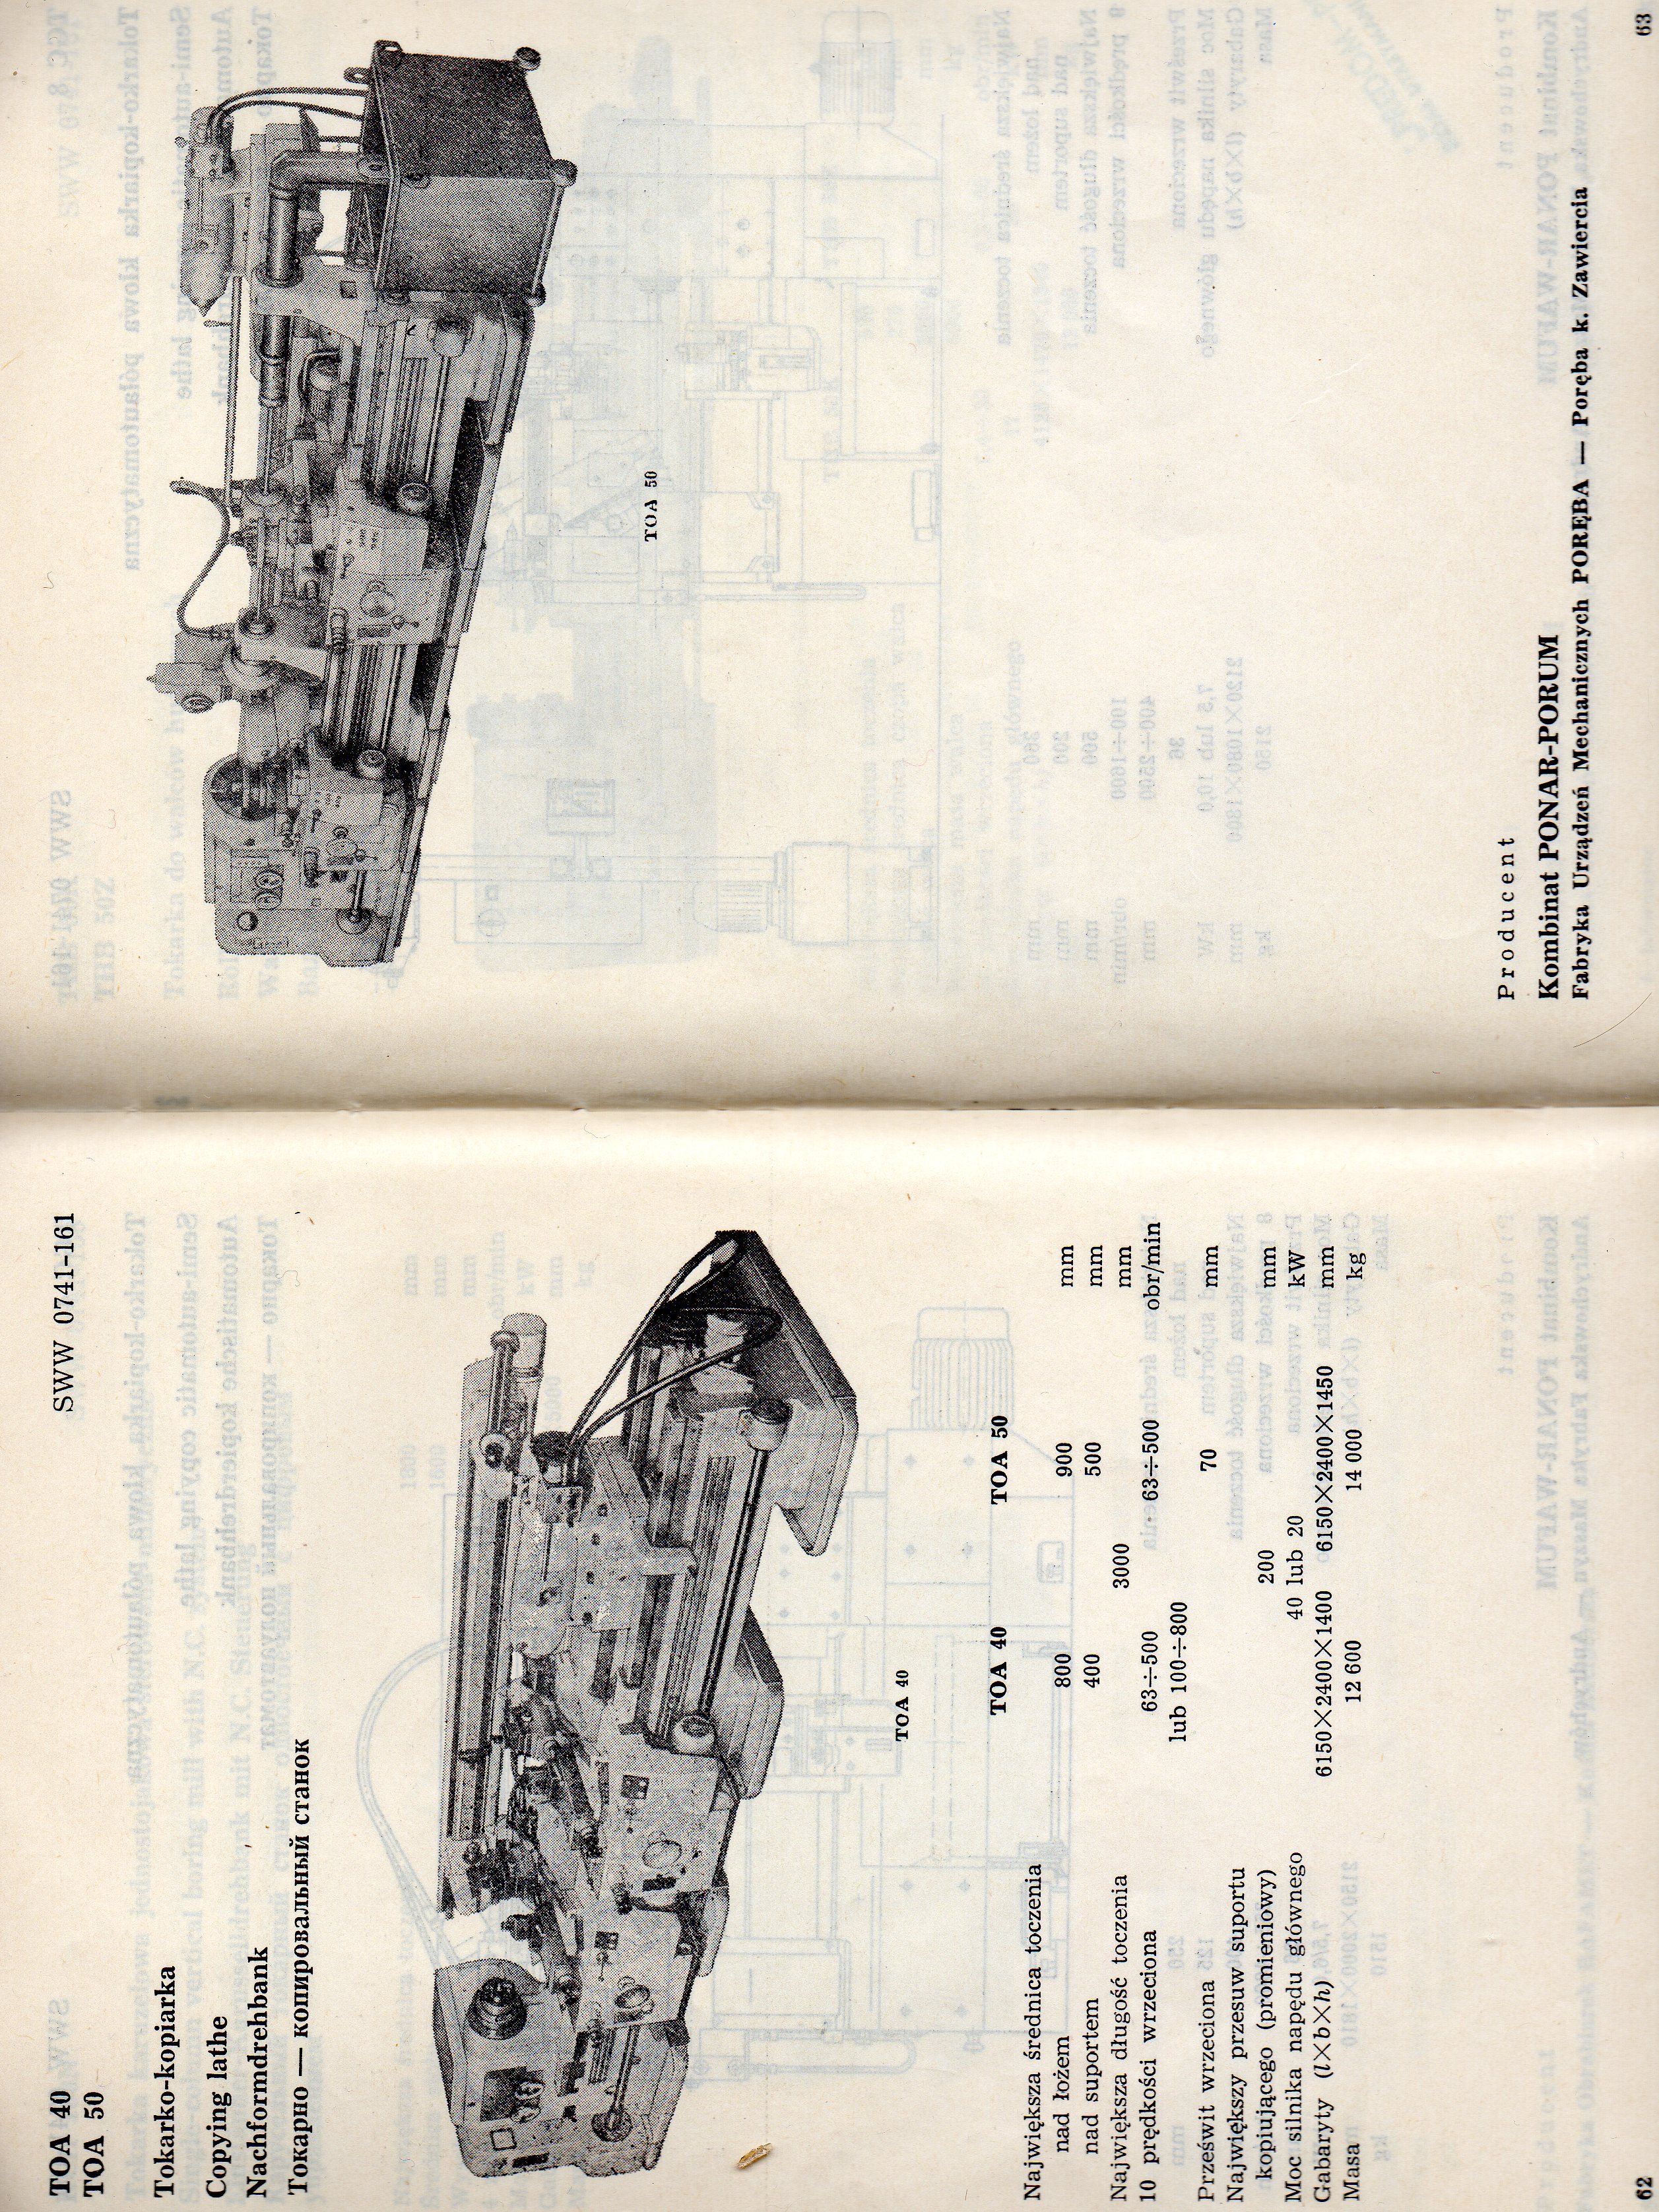 TOA 40
TOA 50
SWW 0741-161
Tokarko-kopiarka
Copying lathe
Nachformdrehbank
Токарно — копировальный станок
TOA 40
TOA 40 TOA 50
Największa średnica toczenia
nad łożem 800 900 mm
nad suportem 400 500 mm
Największa długość toczenia 3000 mm
10 prędkości wrzeciona 63÷500 63÷500 obr/min
lub 100÷800
Prześwit wrzeciona 70 mm
Największy przesuw suportu
kopiującego (promieniowy) 200 mm
Moc silnika napędu głównego 40 lub 20 kW
Gabaryty (l×b×h) 6150×2400×1400 6150×2400×1450 mm
Masa 12 600 14 000 kg
62
TOA 50
Producent
Kombinat PONAR-PORUM
Fabryka Urządzeń Mechanicznych PORĘBA — Poręba k. Zawiercia
63